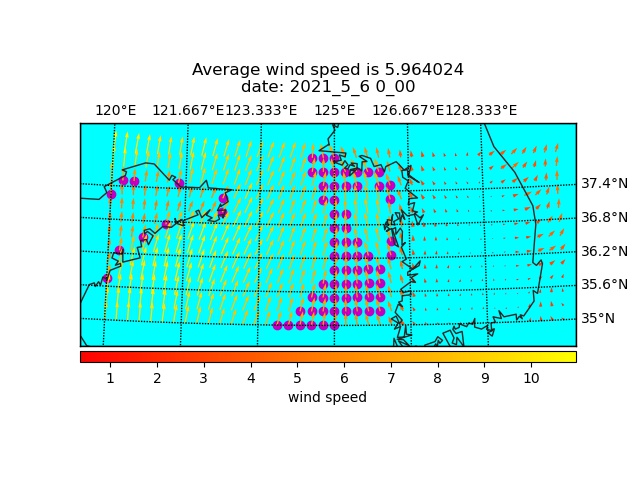 Average wind speed is 5.964024
date: 2021_5_6 0_00
120°E 121.667°E 123.333°E 125°E 126.667°E 128.333°E
37.4°N
36.8°N
36.2°N
35.6°N
35°N
1 2 3 4 5 6 7 8 9 10
wind speed